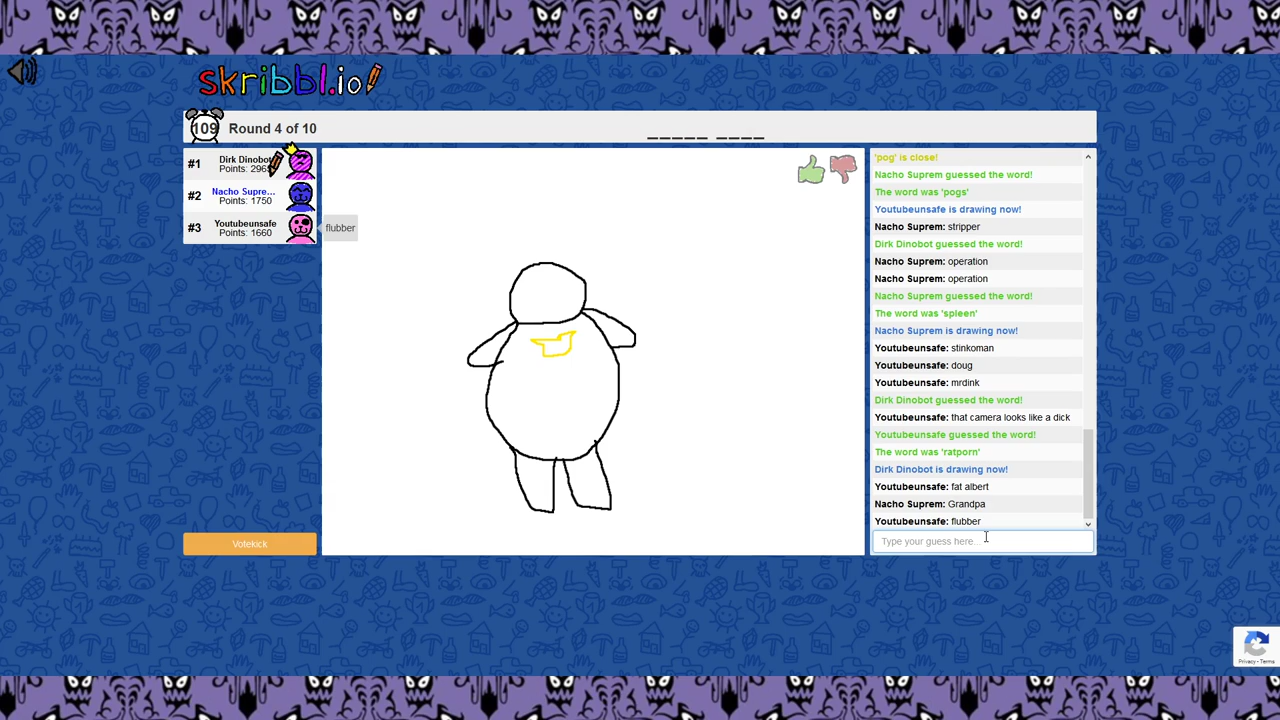 skribbl.io
109
Round 4 of 10
_____ ____
#1
Dirk Dinobot
Points: 296
#2
Nacho Supre...
Points: 1750
#3
Youtubeunsafe
Points: 1660
flubber
Votekick
'pog' is close!
Nacho Suprem guessed the word!
The word was 'pogs'
Youtubeunsafe is drawing now!
Nacho Suprem: stripper
Dirk Dinobot guessed the word!
Nacho Suprem: operation
Nacho Suprem: operation
Nacho Suprem guessed the word!
The word was 'spleen'
Nacho Suprem is drawing now!
Youtubeunsafe: stinkoman
Youtubeunsafe: doug
Youtubeunsafe: mrdink
Dirk Dinobot guessed the word!
Youtubeunsafe: that camera looks like a dick
Youtubeunsafe guessed the word!
The word was 'ratporn'
Dirk Dinobot is drawing now!
Youtubeunsafe: fat albert
Nacho Suprem: Grandpa
Youtubeunsafe: flubber
Type your guess here...
Privacy - Terms